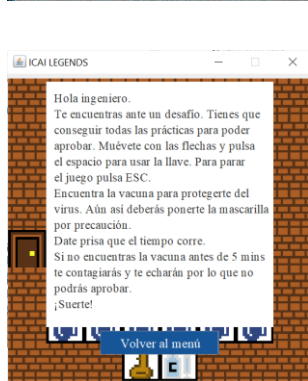 ICAI LEGENDS
Hola ingeniero.
Te encuentras ante un desafío. Tienes que
conseguir todas las prácticas para poder
aprobar. Muévete con las flechas y pulsa
el espacio para usar la llave. Para parar
el juego pulsa ESC.
Encuentra la vacuna para protegerte del
virus. Aún así deberás ponerte la mascarilla
por precaución.
Date prisa que el tiempo corre.
Si no encuentras la vacuna antes de 5 mins
te contagiarás y te echarán por lo que no
podrás aprobar.
¡Suerte!
Volver al menú